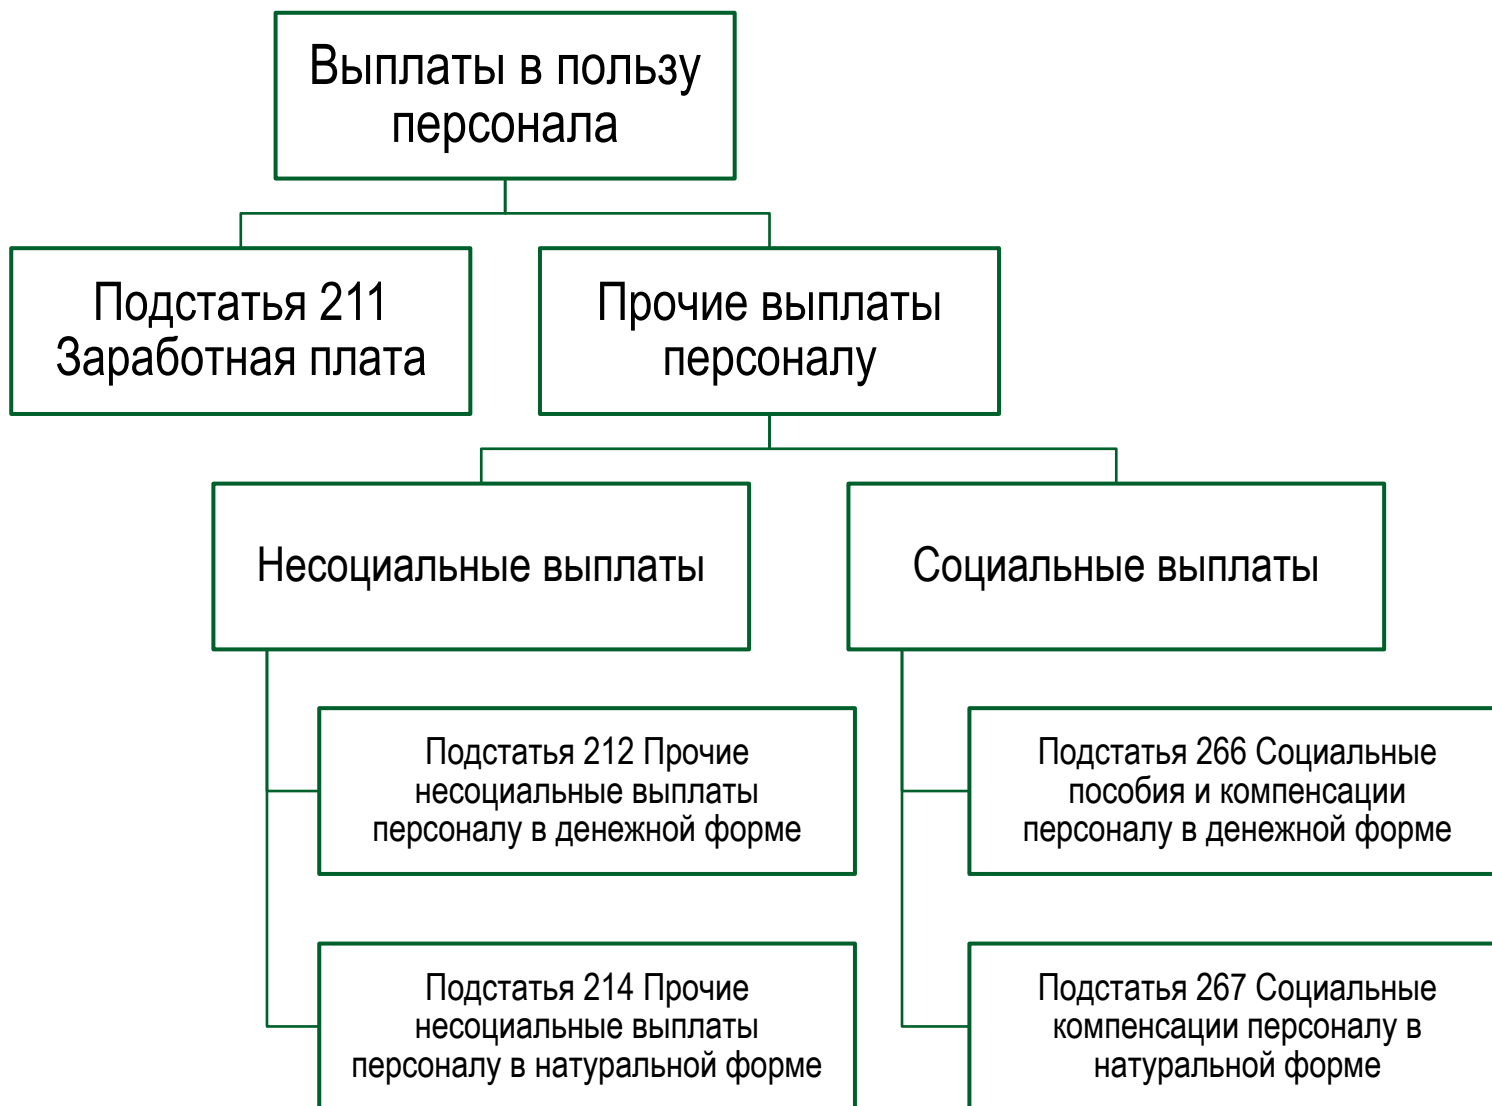 Выплаты в пользу
персонала
Подстатья 211
Заработная плата
Прочие выплаты
персоналу
Несоциальные выплаты
Социальные выплаты
Подстатья 212 Прочие
несоциальные выплаты
персоналу в денежной форме
Подстатья 266 Социальные
пособия и компенсации
персоналу в денежной форме
Подстатья 214 Прочие
несоциальные выплаты
персоналу в натуральной форме
Подстатья 267 Социальные
компенсации персоналу в
натуральной форме